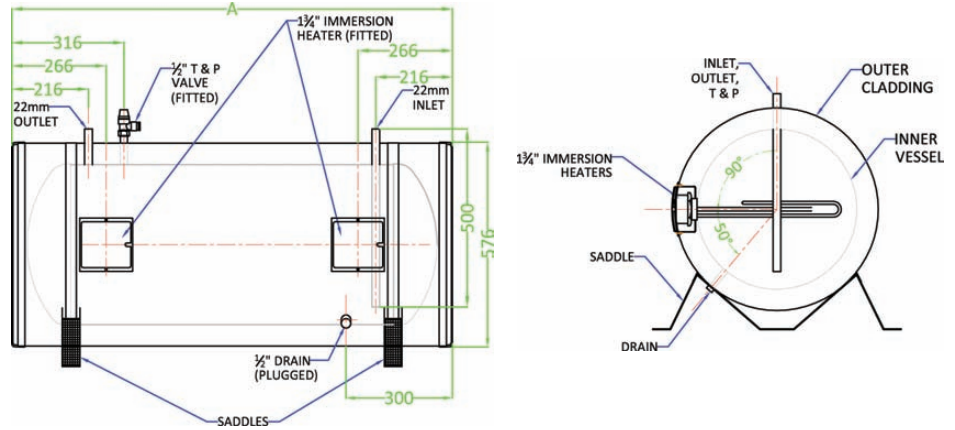 A
316
266
216
1¾" IMMERSION
HEATER (FITTED)
½" T & P
VALVE
(FITTED)
22mm
OUTLET
266
216
22mm
INLET
500
576
½" DRAIN
(PLUGGED)
300
SADDLES
INLET,
OUTLET,
T & P
OUTER
CLADDING
INNER
VESSEL
1¾" IMMERSION
HEATERS
90°
50°
SADDLE
DRAIN